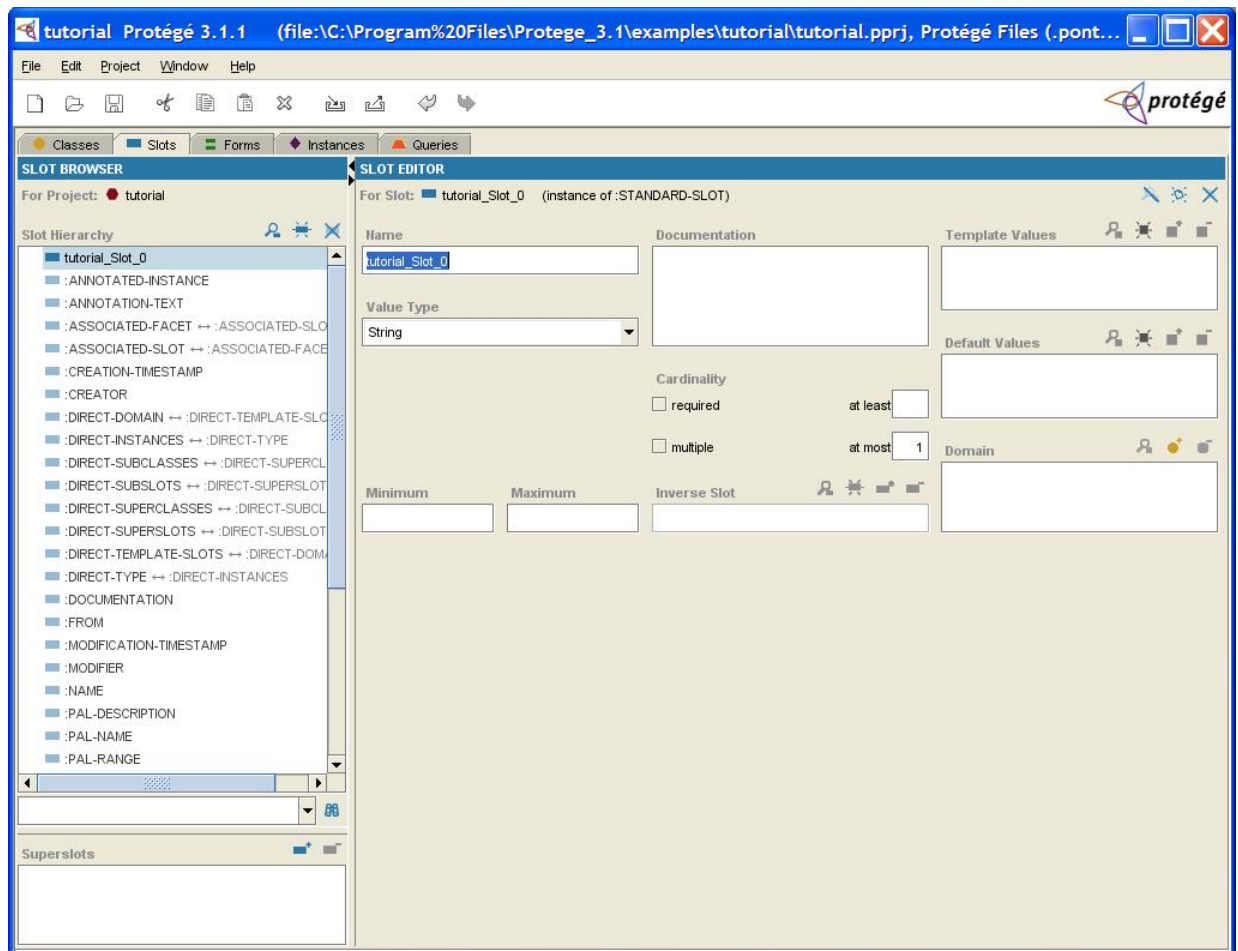 tutorial Protégé 3.1.1 (file:\C:\Program%20Files\Protege_3.1\examples\tutorial\tutorial.pprj, Protégé Files (.pont...
File Edit Project Window Help
protégé
Classes Slots Forms Instances Queries
SLOT BROWSER
For Project: tutorial
Slot Hierarchy
tutorial_Slot_0
:ANNOTATED-INSTANCE
:ANNOTATION-TEXT
:ASSOCIATED-FACET ↔ :ASSOCIATED-SLO
:ASSOCIATED-SLOT ↔ :ASSOCIATED-FACE
:CREATION-TIMESTAMP
:CREATOR
:DIRECT-DOMAIN ↔ :DIRECT-TEMPLATE-SLO
:DIRECT-INSTANCES ↔ :DIRECT-TYPE
:DIRECT-SUBCLASSES ↔ :DIRECT-SUPERCL
:DIRECT-SUBSLOTS ↔ :DIRECT-SUPERSLOT
:DIRECT-SUPERCLASSES ↔ :DIRECT-SUBCL
:DIRECT-SUPERSLOTS ↔ :DIRECT-SUBSLOT
:DIRECT-TEMPLATE-SLOTS ↔ :DIRECT-DOMA
:DIRECT-TYPE ↔ :DIRECT-INSTANCES
:DOCUMENTATION
:FROM
:MODIFICATION-TIMESTAMP
:MODIFIER
:NAME
:PAL-DESCRIPTION
:PAL-NAME
:PAL-RANGE
Superslots
SLOT EDITOR
For Slot: tutorial_Slot_0 (instance of :STANDARD-SLOT)
Name
tutorial_Slot_0
Value Type
String
Minimum Maximum
Documentation
Cardinality
required at least
multiple at most 1
Inverse Slot
Template Values
Default Values
Domain